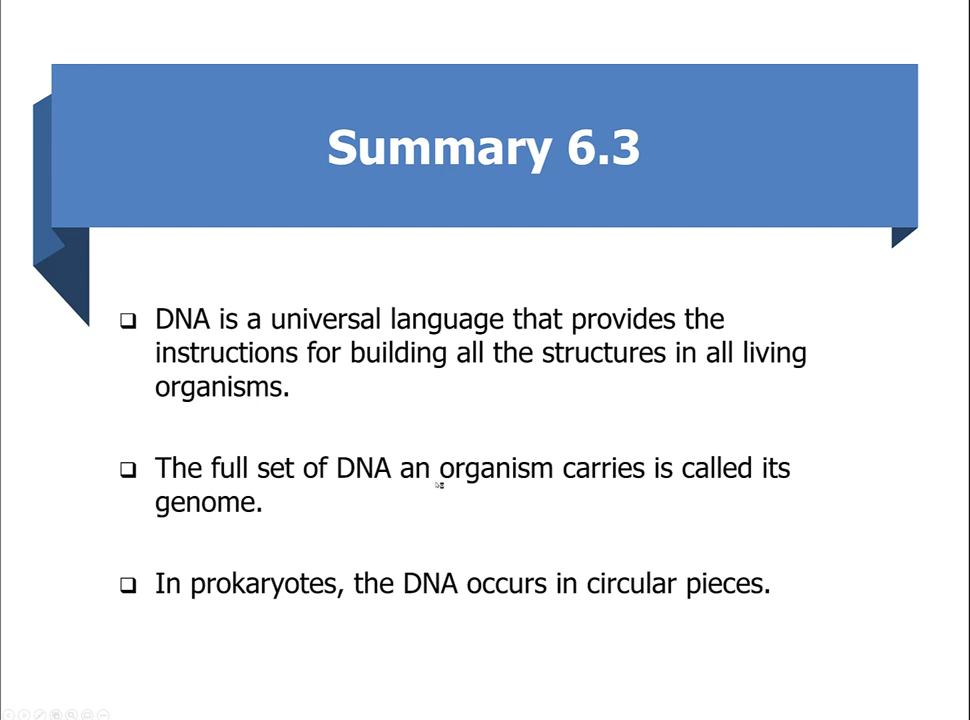 Summary 6.3
DNA is a universal language that provides the
instructions for building all the structures in all living
organisms.
The full set of DNA an organism carries is called its
genome.
In prokaryotes, the DNA occurs in circular pieces.